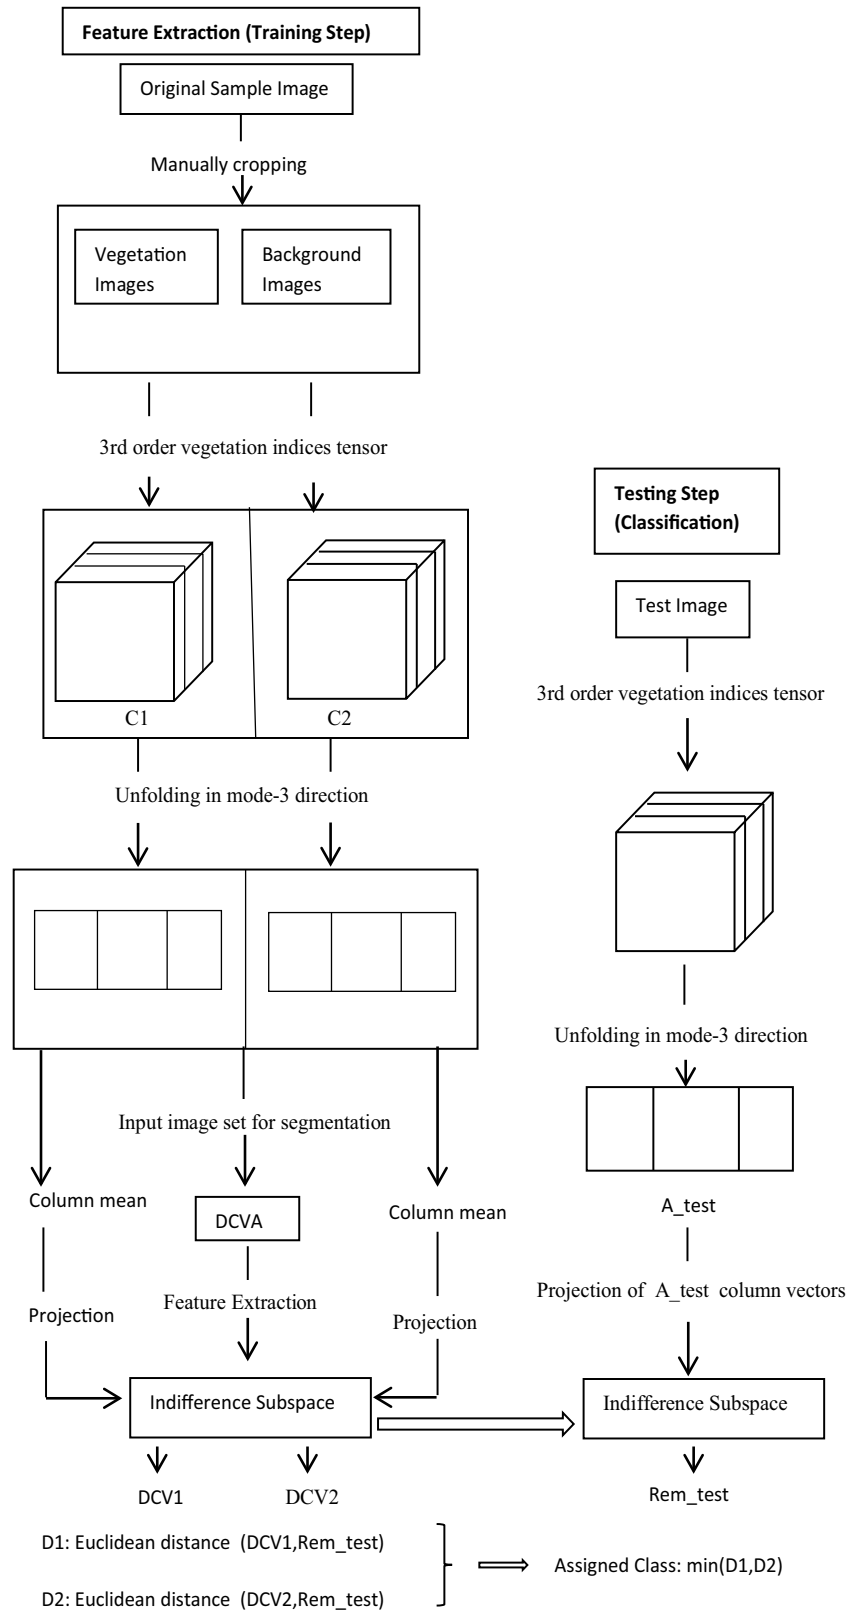 Feature Extraction (Training Step)
Original Sample Image
Manually cropping
Vegetation
Images
Background
Images
3rd order vegetation indices tensor
C1
C2
Unfolding in mode-3 direction
Input image set for segmentation
Column mean
DCVA
Column mean
Projection
Feature Extraction
Projection
Indifference Subspace
DCV1
DCV2
Testing Step
(Classification)
Test Image
3rd order vegetation indices tensor
Unfolding in mode-3 direction
A_test
Projection of A_test column vectors
Indifference Subspace
Rem_test
D1: Euclidean distance (DCV1,Rem_test)
D2: Euclidean distance (DCV2,Rem_test)
Assigned Class: min(D1,D2)